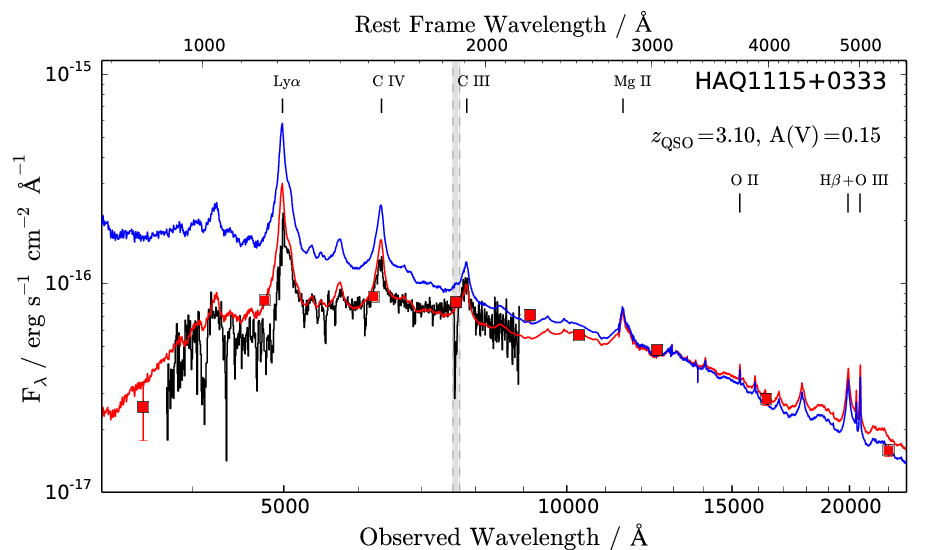 Rest Frame Wavelength / Å
1000 2000 3000 4000 5000
10⁻¹⁵
Lyα C IV C III Mg II HAQ1115+0333
z_QSO=3.10, A(V)=0.15
O II Hβ+O III
10⁻¹⁶
F_λ / erg s⁻¹ cm⁻² Å⁻¹
10⁻¹⁷
5000 10000 15000 20000
Observed Wavelength / Å